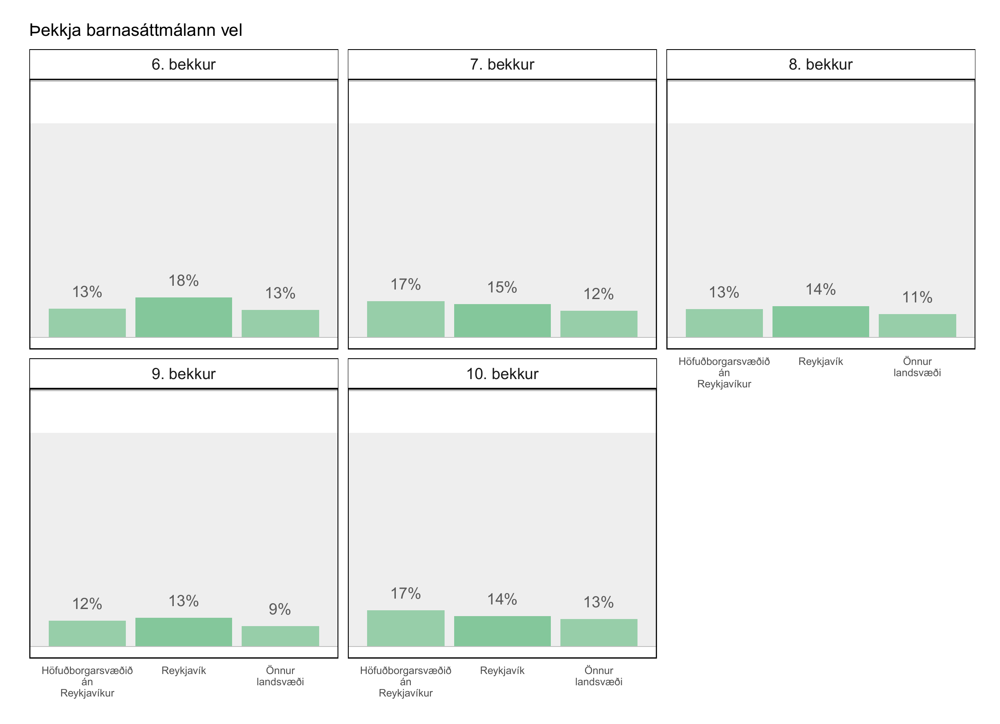 Þekkja barnasáttmálann vel
6. bekkur
7. bekkur
8. bekkur
13%
18%
13%
17%
15%
12%
13%
14%
11%
Höfuðborgarsvæðið
án
Reykjavíkur
Reykjavík
Önnur
landsvæði
9. bekkur
10. bekkur
12%
13%
9%
17%
14%
13%
Höfuðborgarsvæðið
án
Reykjavíkur
Reykjavík
Önnur
landsvæði
Höfuðborgarsvæðið
án
Reykjavíkur
Reykjavík
Önnur
landsvæði